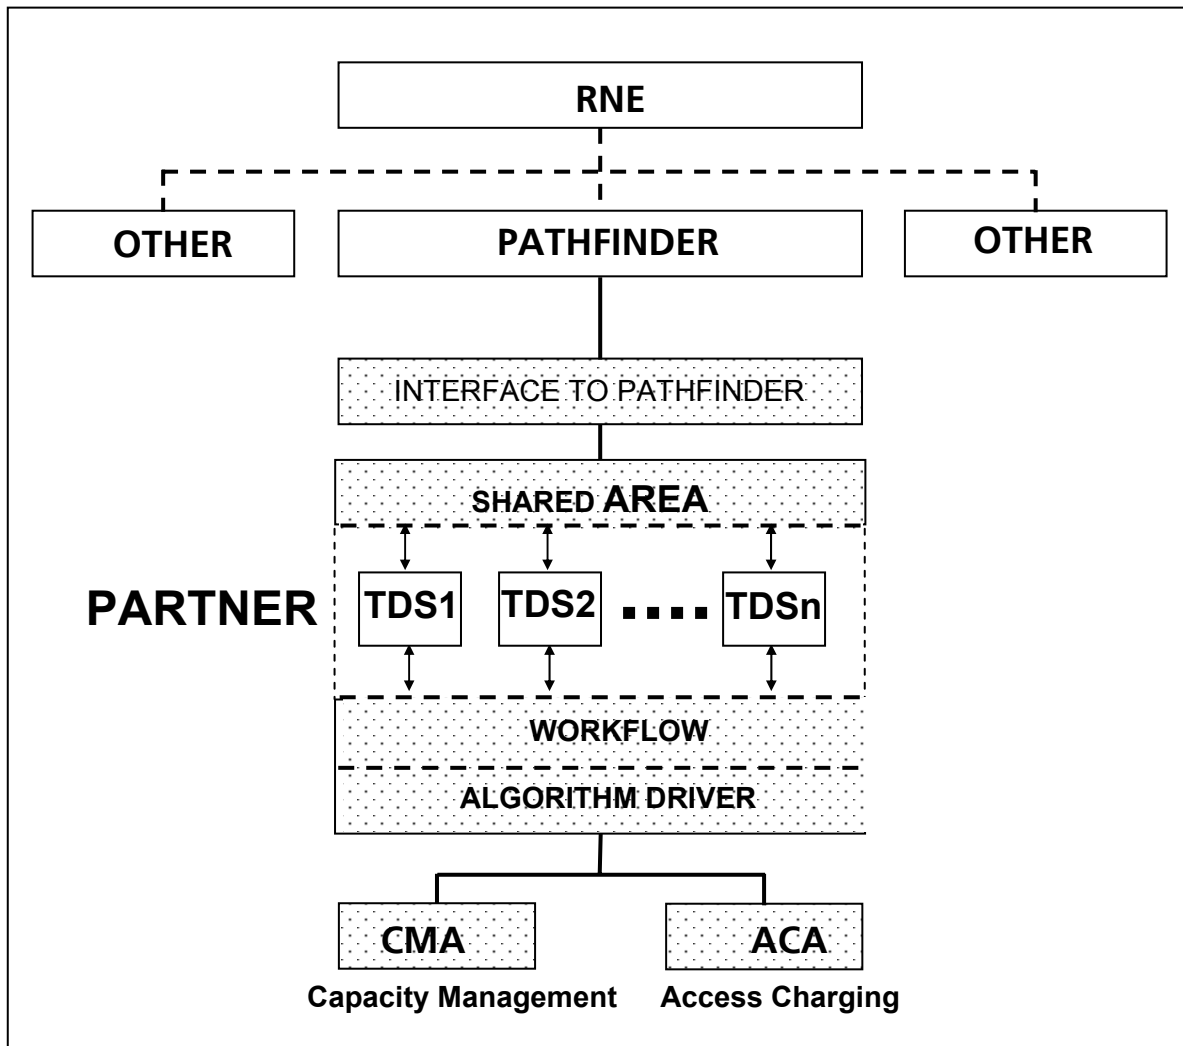 RNE
OTHER
PATHFINDER
OTHER
INTERFACE TO PATHFINDER
SHARED AREA
PARTNER
TDS1
TDS2
....
TDSn
WORKFLOW
ALGORITHM DRIVER
CMA
ACA
Capacity Management
Access Charging